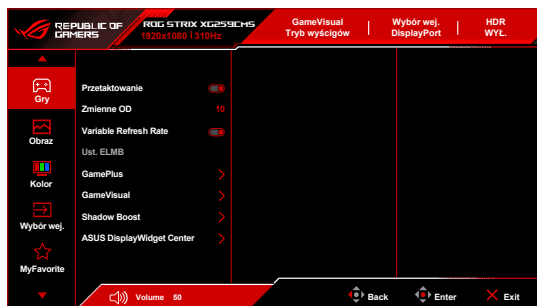 REPUBLIC OF
GAMERS
ROG STRIX XG259CMS
1920x1080 | 310Hz
GameVisual
Tryb wyścigów
Wybór wej.
DisplayPort
HDR
WYŁ.
Gry
Obraz
Kolor
Wybór wej.
MyFavorite
Przetaktowanie
Zmienne OD 10
Variable Refresh Rate
Ust. ELMB
GamePlus
GameVisual
Shadow Boost
ASUS DisplayWidget Center
Volume 50
Back
Enter
Exit